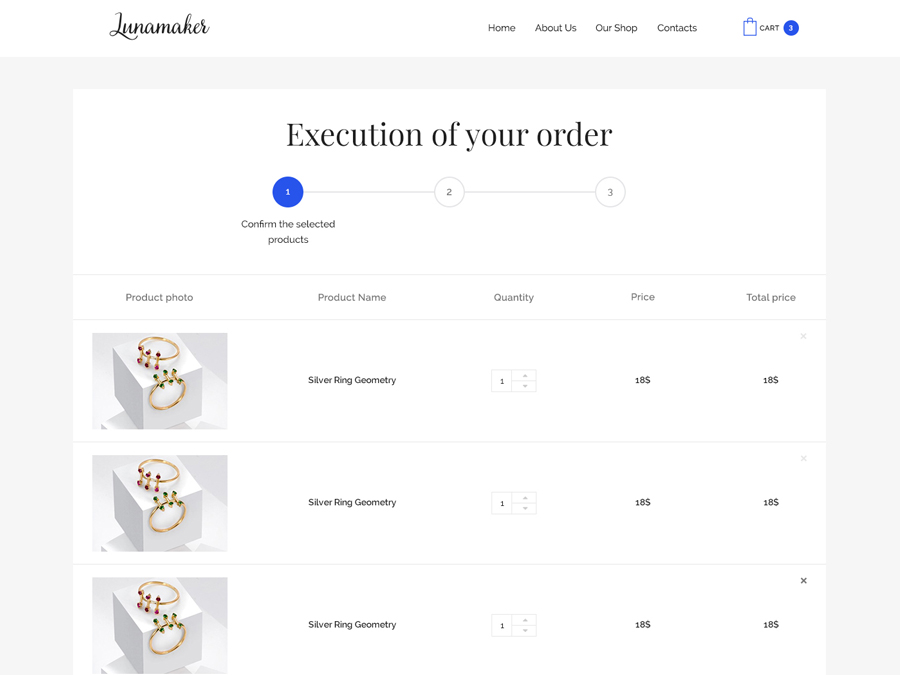 Lunamaker
Home About Us Our Shop Contacts CART 3
Execution of your order
1 2 3
Confirm the selected
products
Product photo Product Name Quantity Price Total price
×
Silver Ring Geometry 1 18$ 18$
×
Silver Ring Geometry 1 18$ 18$
×
Silver Ring Geometry 1 18$ 18$